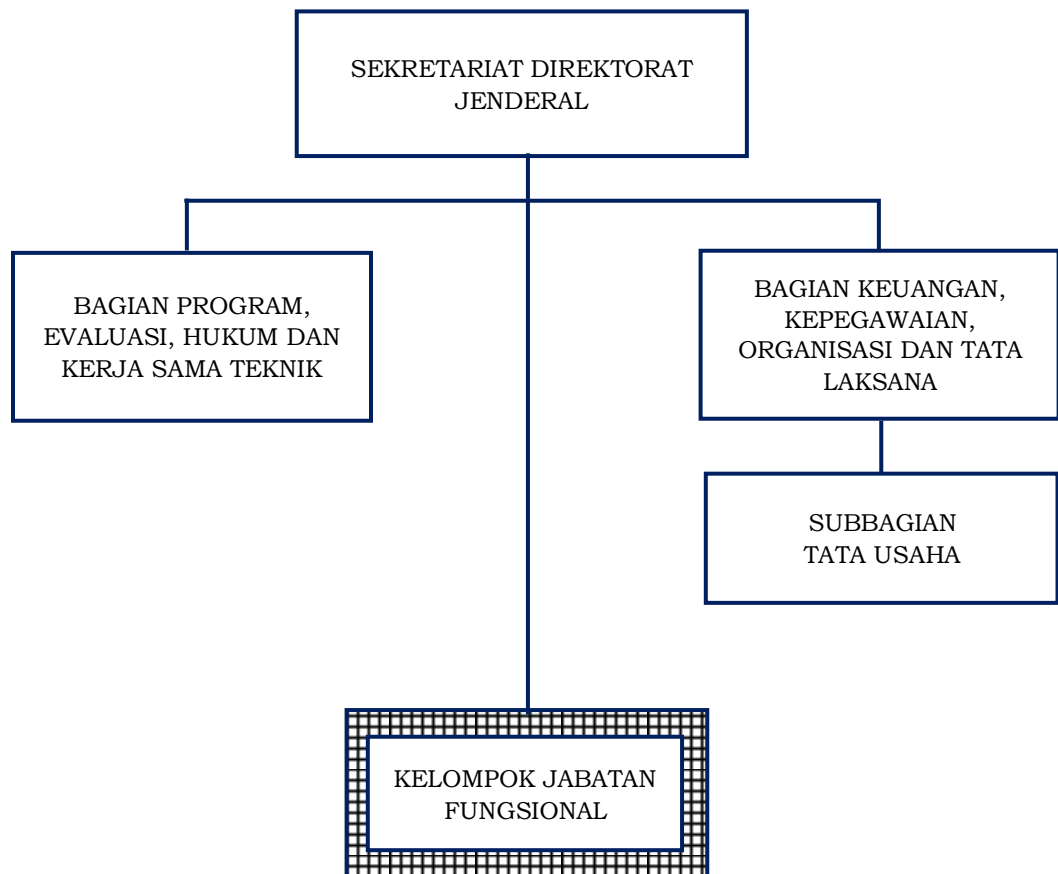 SEKRETARIAT DIREKTORAT
JENDERAL
BAGIAN PROGRAM,
EVALUASI, HUKUM DAN
KERJA SAMA TEKNIK
BAGIAN KEUANGAN,
KEPEGAWAIAN,
ORGANISASI DAN TATA
LAKSANA
SUBBAGIAN
TATA USAHA
KELOMPOK JABATAN
FUNGSIONAL